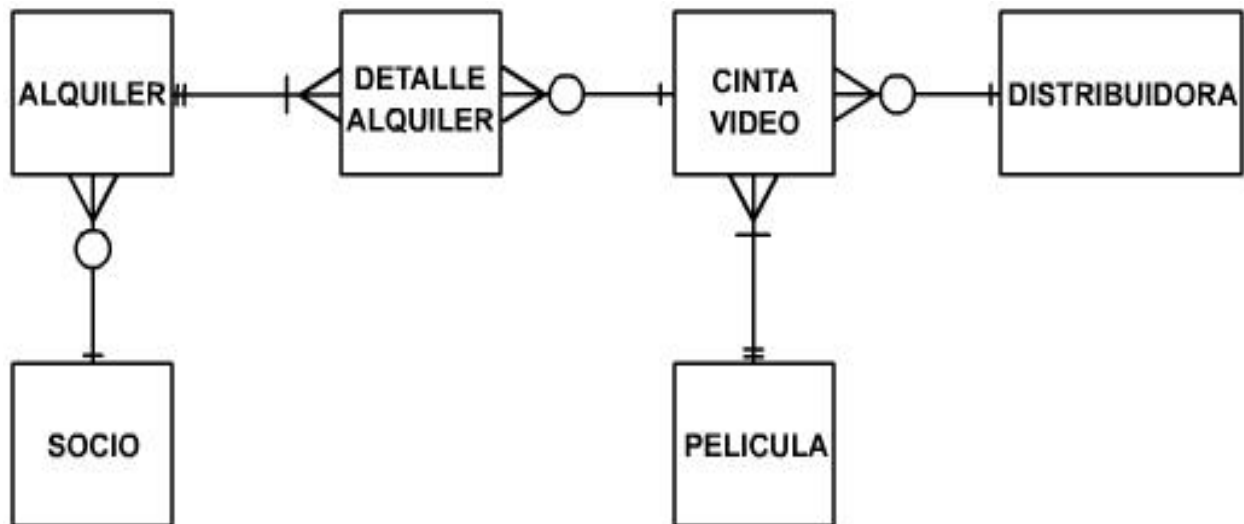 ALQUILER
DETALLE
ALQUILER
CINTA
VIDEO
DISTRIBUIDORA
SOCIO
PELICULA